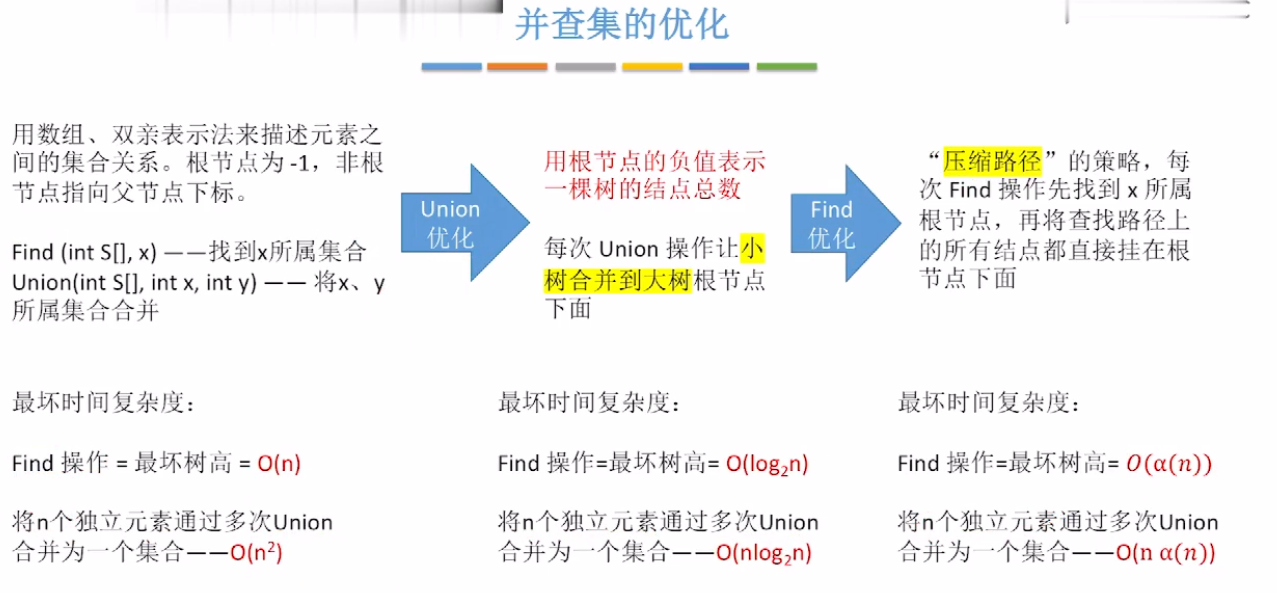 并查集的优化
用数组、双亲表示法来描述元素之
间的集合关系。根节点为 -1，非根
节点指向父节点下标。
Find (int S[], x) ——找到x所属集合
Union(int S[], int x, int y) —— 将x、y
所属集合合并
Union
优化
用根节点的负值表示
一棵树的结点总数
每次 Union 操作让小
树合并到大树根节点
下面
Find
优化
“压缩路径”的策略，每
次 Find 操作先找到 x 所属
根节点，再将查找路径上
的所有结点都直接挂在根
节点下面
最坏时间复杂度：
Find 操作 = 最坏树高 = O(n)
将n个独立元素通过多次Union
合并为一个集合——O(n²)
最坏时间复杂度：
Find 操作=最坏树高= O(log₂n)
将n个独立元素通过多次Union
合并为一个集合——O(nlog₂n)
最坏时间复杂度：
Find 操作=最坏树高= O(α(n))
将n个独立元素通过多次Union
合并为一个集合——O(n α(n))